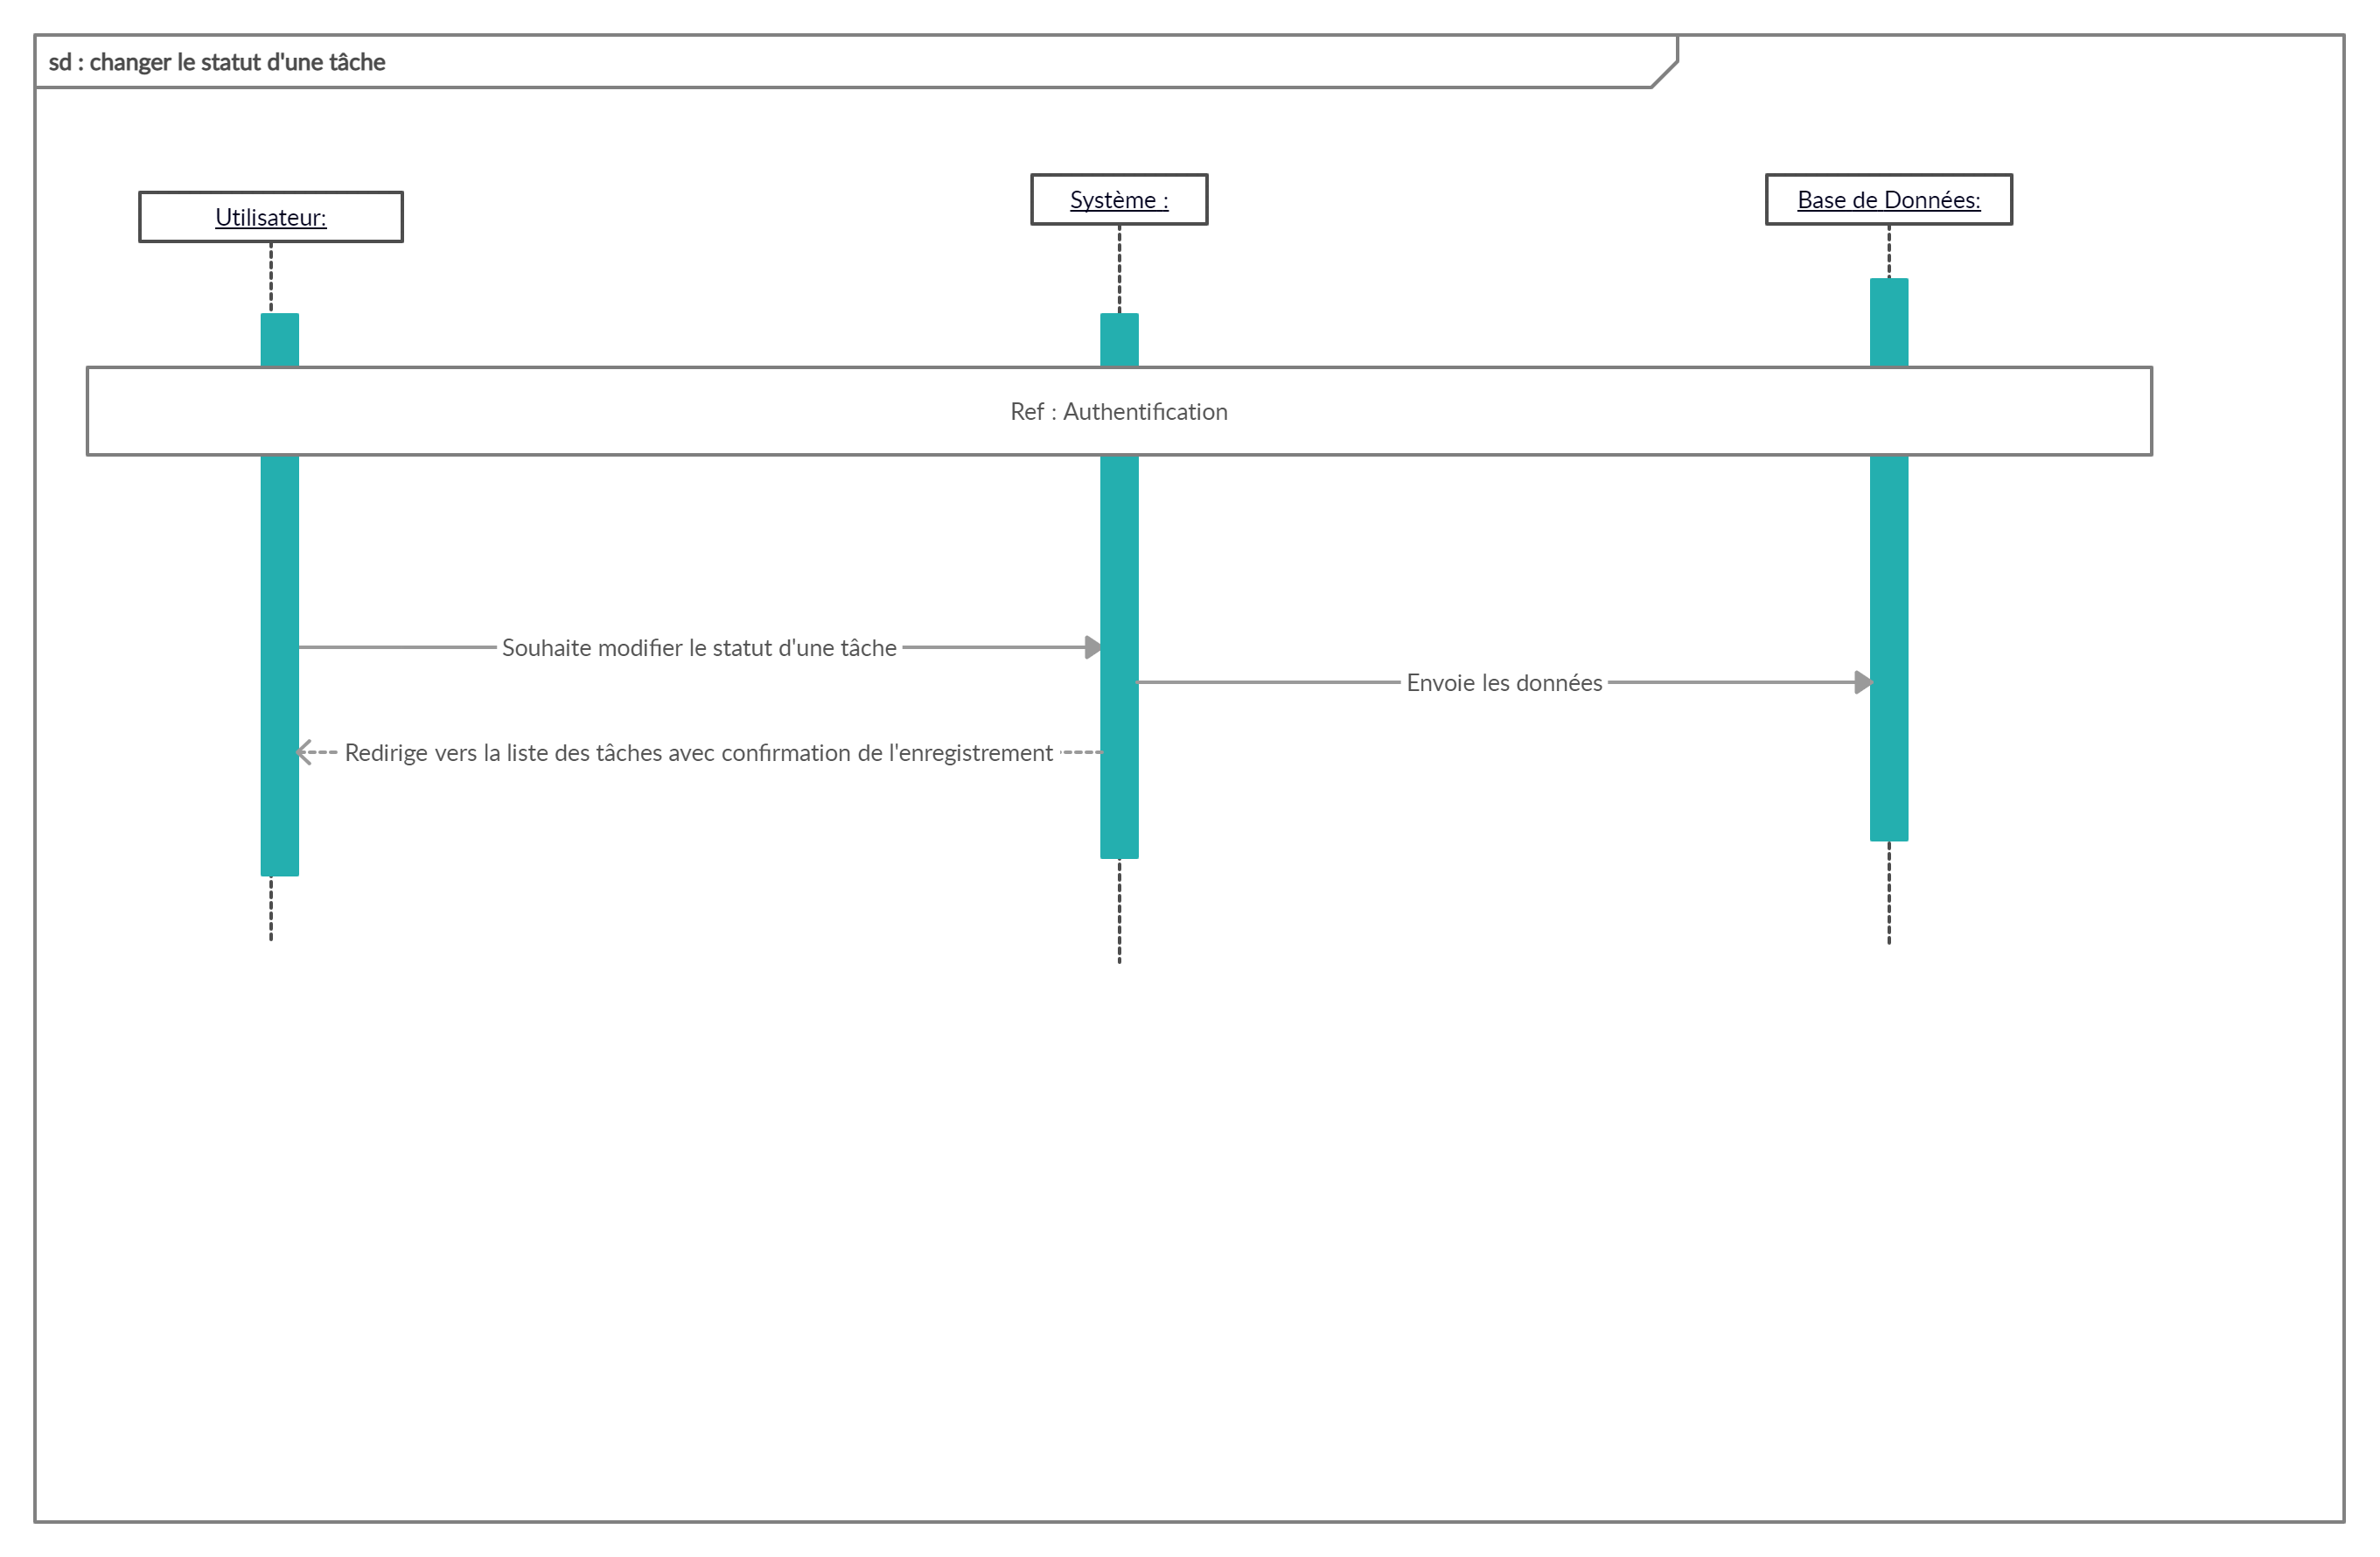 sd : changer le statut d'une tâche
Utilisateur:
Système :
Base de Données:
Ref : Authentification
Souhaite modifier le statut d'une tâche
Envoie les données
Redirige vers la liste des tâches avec confirmation de l'enregistrement